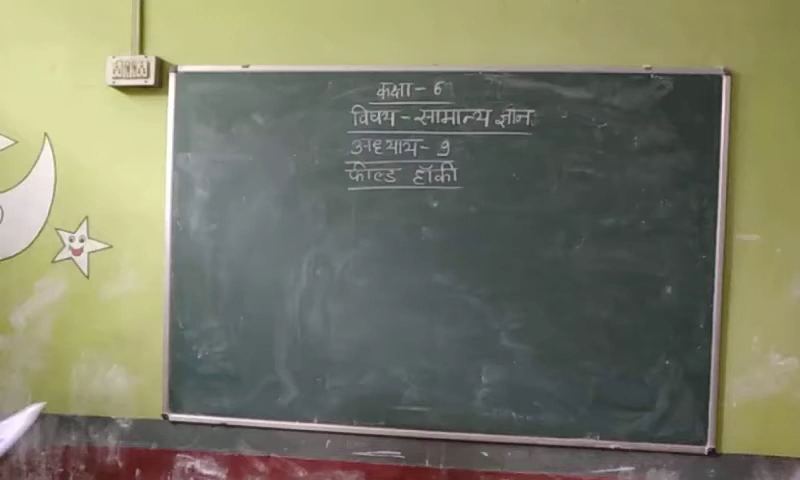 कक्षा - 6
विषय - सामान्य ज्ञान
अध्याय - 9
फील्ड हॉकी